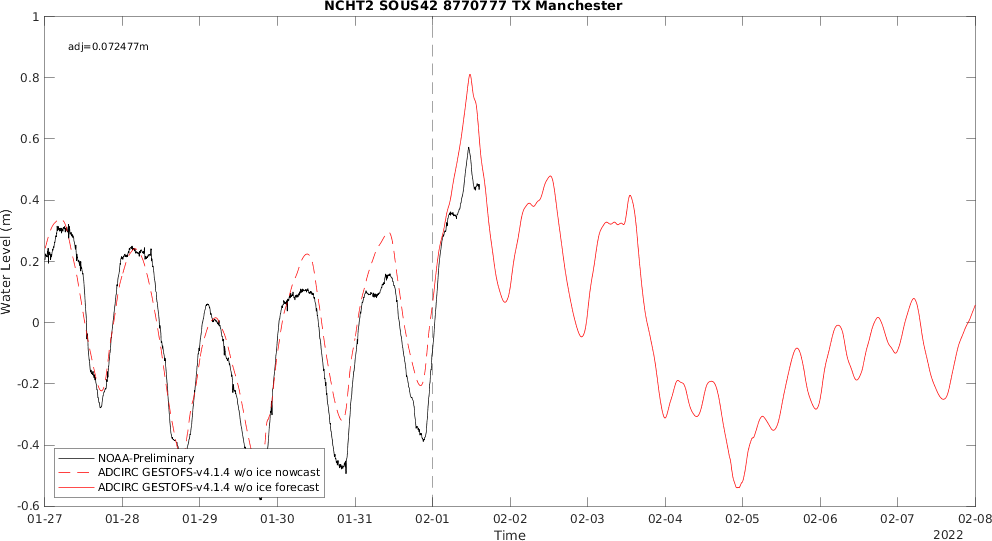 NCHT2 SOUS42 8770777 TX Manchester
adj=0.072477m
1
0.8
0.6
0.4
0.2
0
-0.2
-0.4
-0.6
Water Level (m)
NOAA-Preliminary
ADCIRC GESTOFS-v4.1.4 w/o ice nowcast
ADCIRC GESTOFS-v4.1.4 w/o ice forecast
01-27 01-28 01-29 01-30 01-31 02-01 02-02 02-03 02-04 02-05 02-06 02-07 02-08
Time
2022